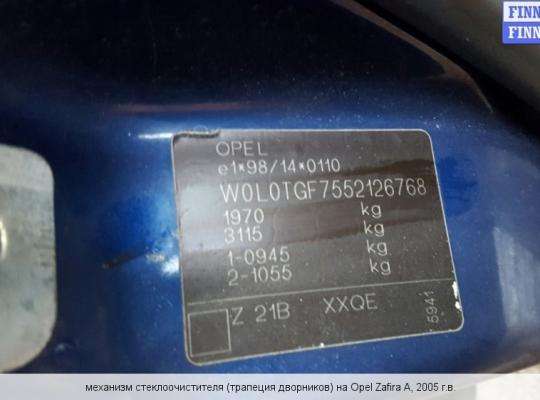 FINN
FINN
OPEL
e1*98/14*0110
W0L0TGF7552126768
1970 kg
3115 kg
1-0945 kg
2-1055 kg
Z 21B XXQE
5941
механизм стеклоочистителя (трапеция дворников) на Opel Zafira A, 2005 г.в.